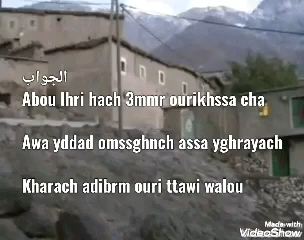 الجواب
Abou lhri hach 3mmr ourikhssa cha
Awa yddad omssghnch assa yghrayach
Kharach adibrm ouri ttawi walou
Made with
VideoShow